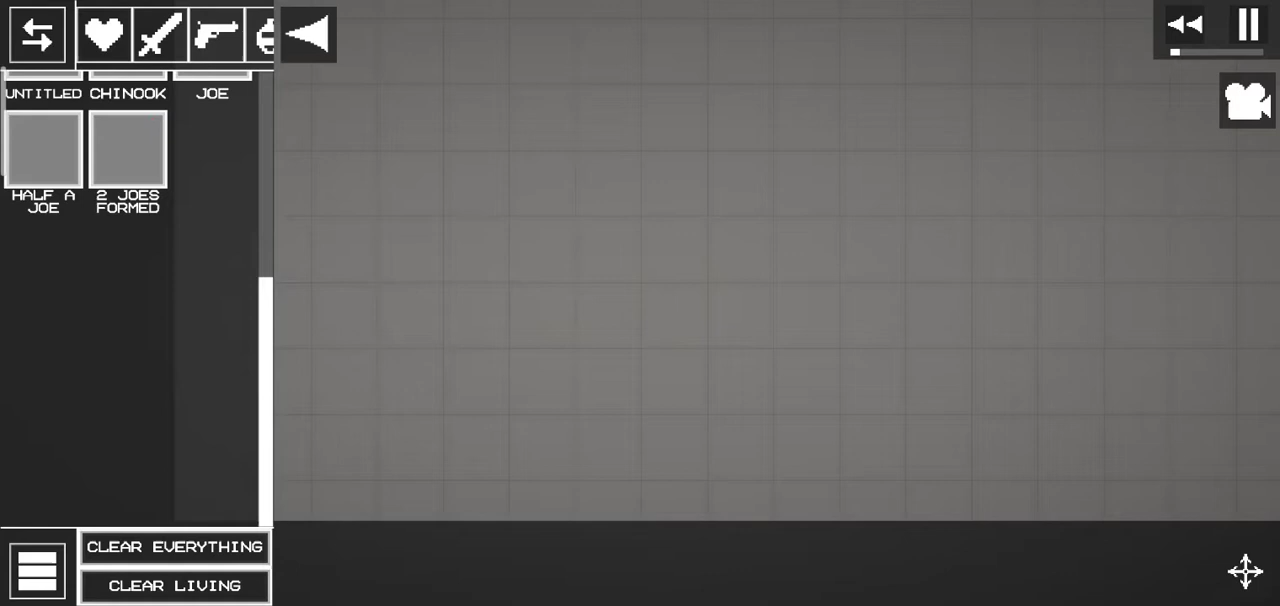 UNTITLED CHINOOK JOE
HALF A JOE
2 JOES FORMED
CLEAR EVERYTHING
CLEAR LIVING